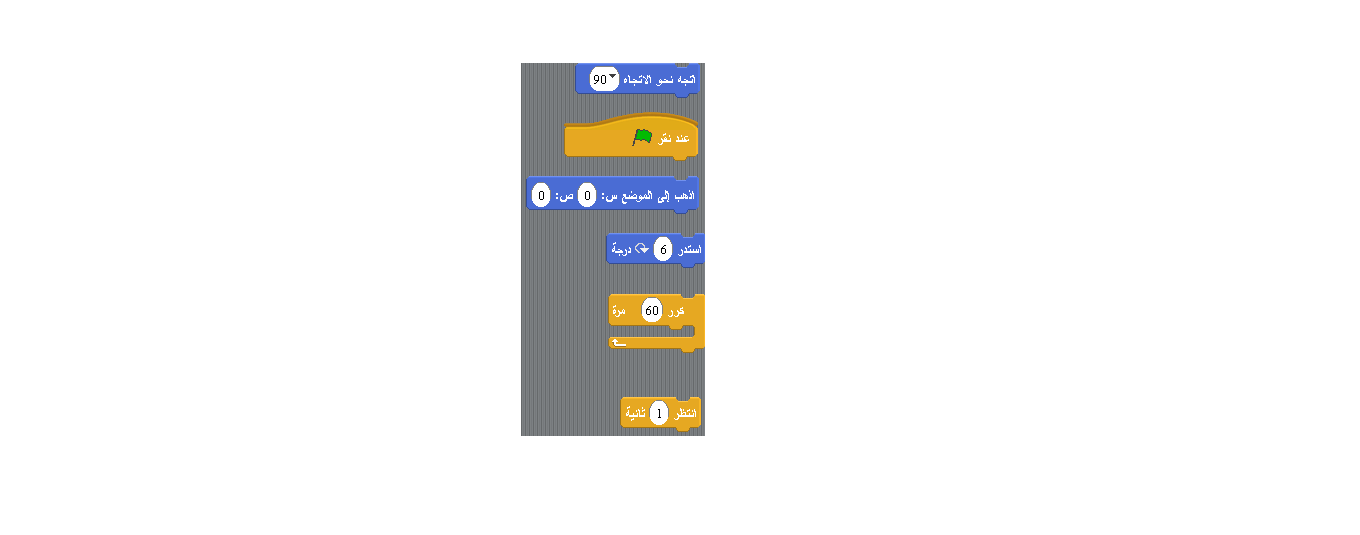 اتجه نحو الاتجاه 90
عند نقر
اذهب إلى الموضع س: 0 ص: 0
استدر 6 درجة
كرر 60 مرة
انتظر 1 ثانية